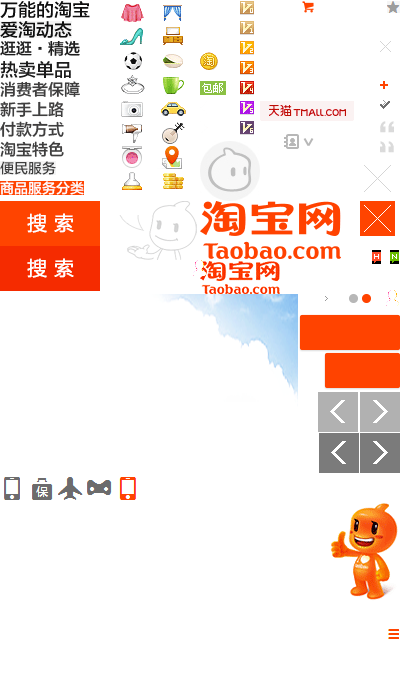 万能的淘宝
爱淘动态
逛逛·精选
热卖单品
消费者保障
新手上路
付款方式
淘宝特色
便民服务
商品服务分类
包邮
天猫 TMALL.COM
搜索
搜索
淘宝网
Taobao.com
淘宝网
Taobao.com
H
N
保